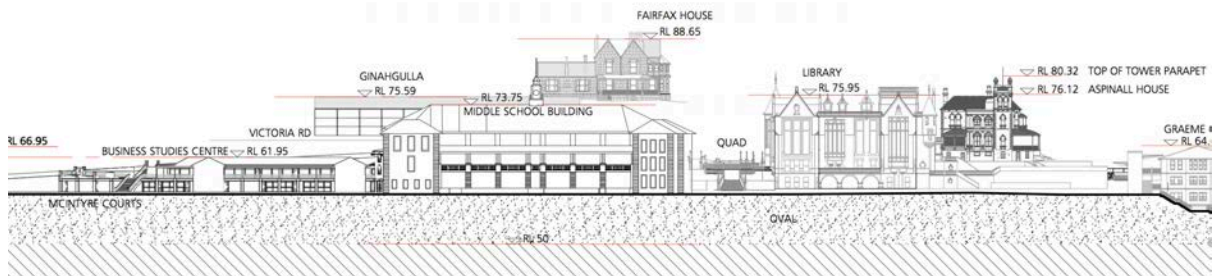 FAIRFAX HOUSE
RL 88.65
GINAHGULLA
RL 75.59
RL 73.75
MIDDLE SCHOOL BUILDING
LIBRARY
RL 75.95
RL 80.32 TOP OF TOWER PARAPET
RL 76.12 ASPINALL HOUSE
VICTORIA RD
RL 66.95
BUSINESS STUDIES CENTRE RL 61.95
QUAD
GRAEME
RL 64
MCINTYRE COURTS
OVAL
RL 50